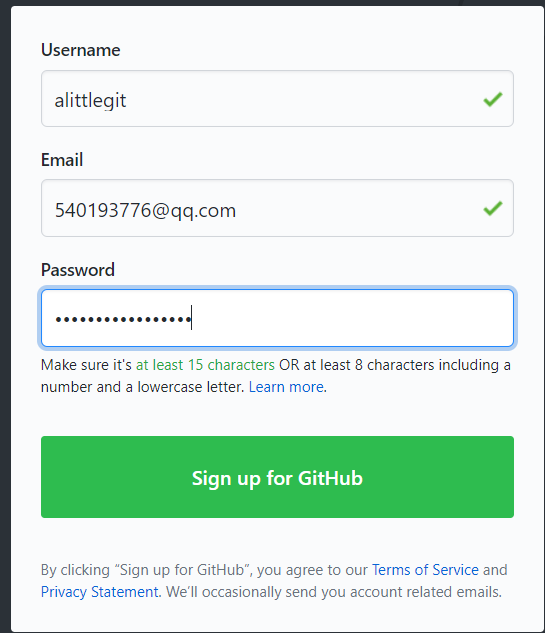 Username
alittlegit
Email
540193776@qq.com
Password
•••••••••••••••••
Make sure it's at least 15 characters OR at least 8 characters including a
number and a lowercase letter. Learn more.
Sign up for GitHub
By clicking “Sign up for GitHub”, you agree to our Terms of Service and
Privacy Statement. We’ll occasionally send you account related emails.